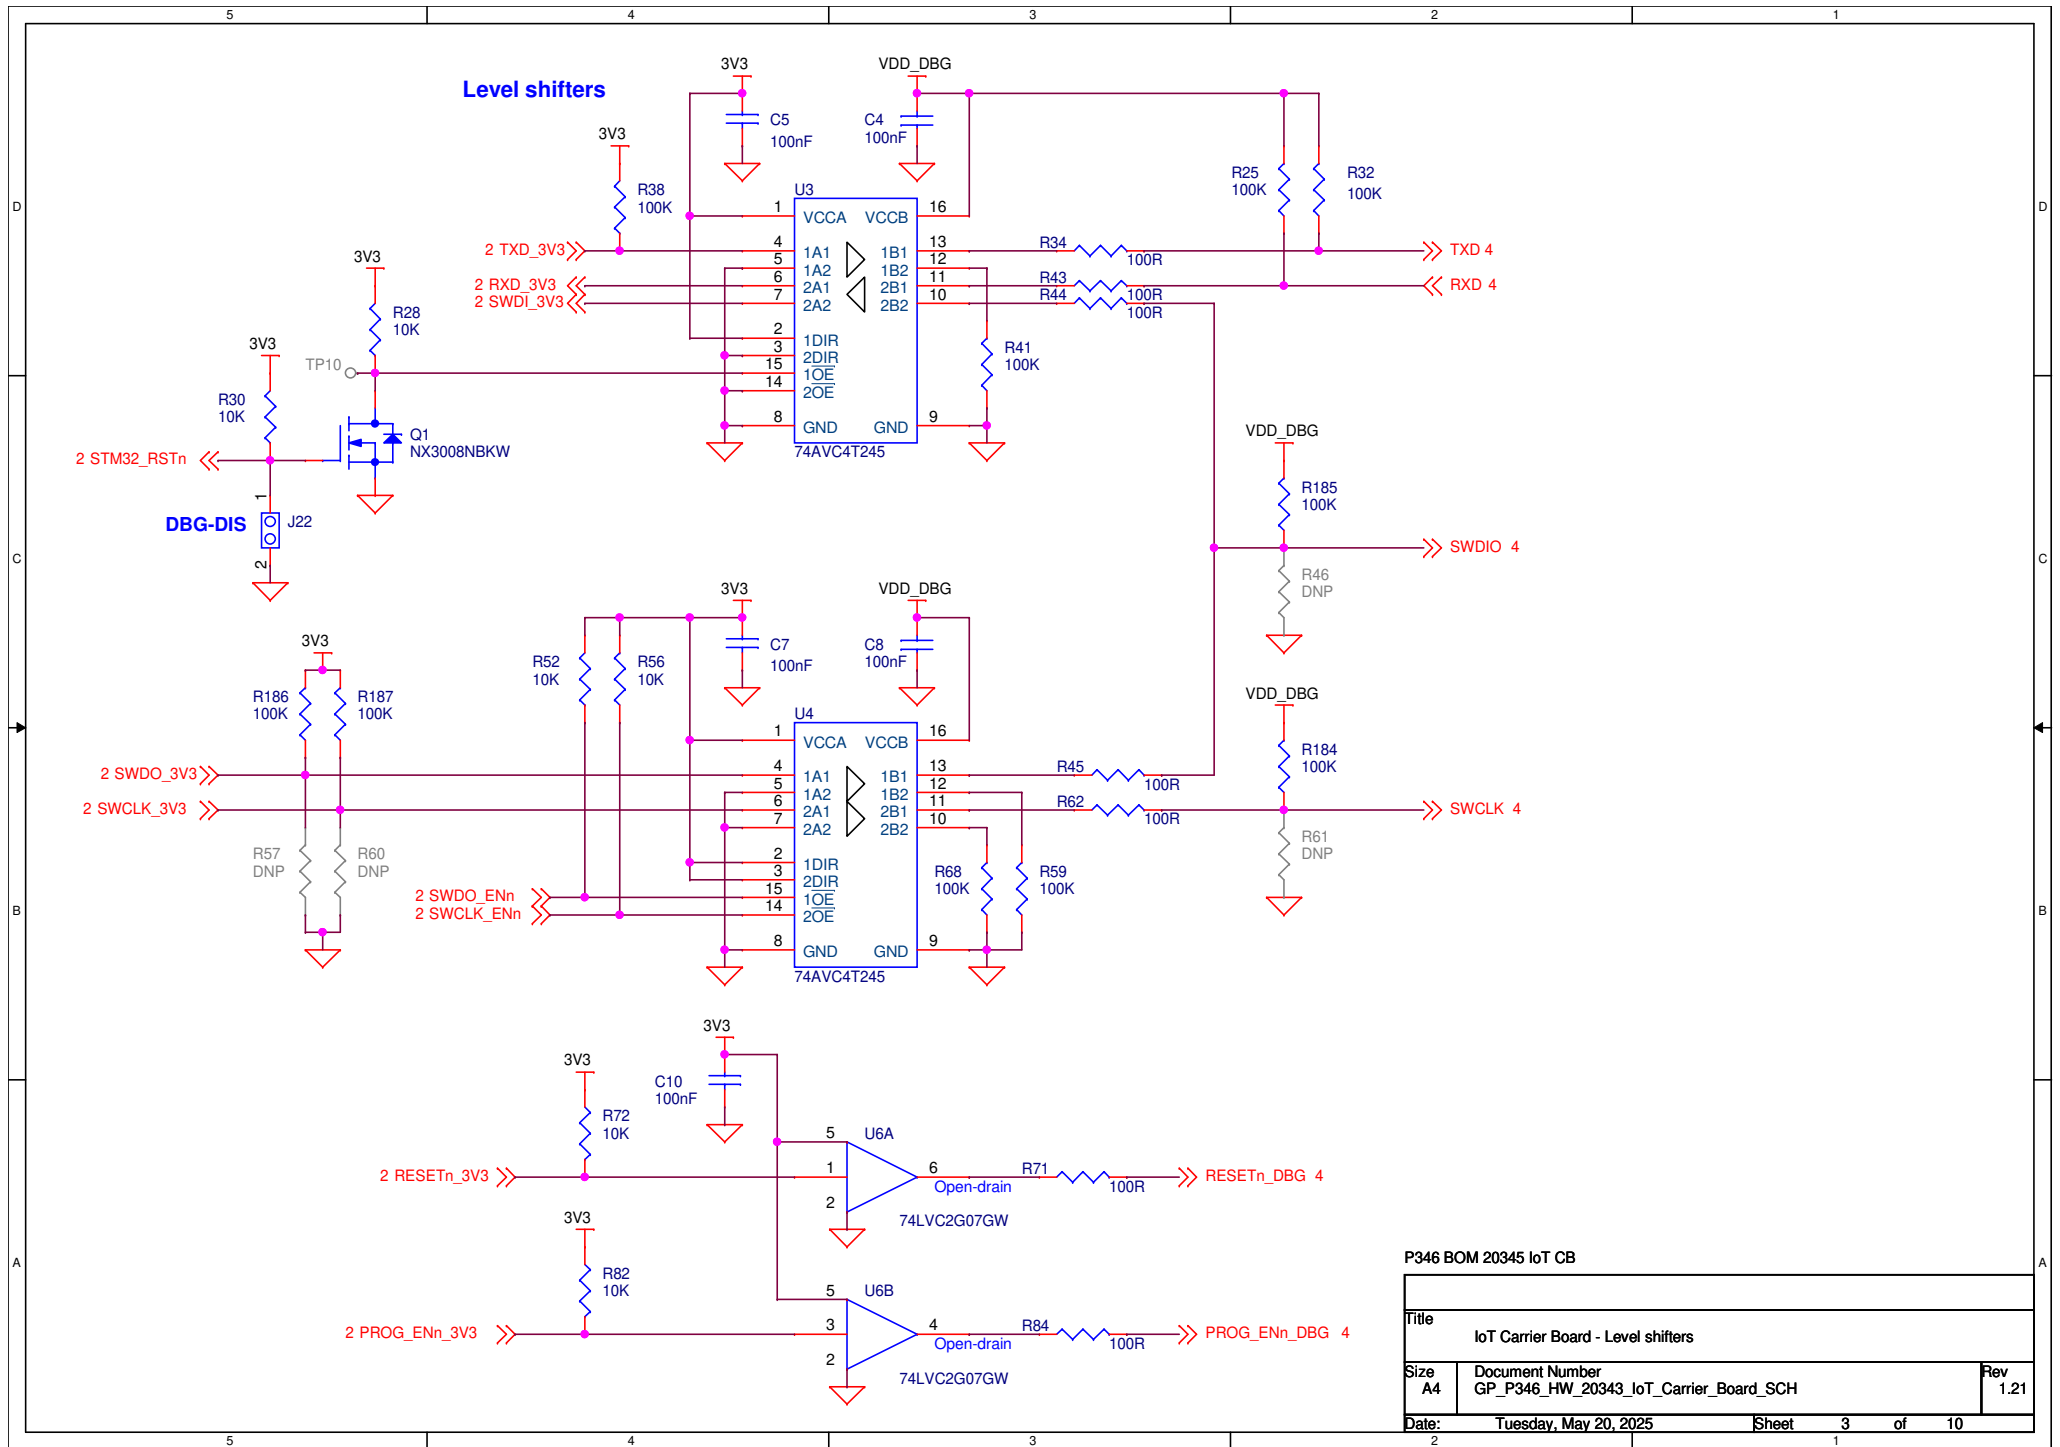 5 4 3 2 1
Level shifters
3V3
C5
100nF
VDD_DBG
C4
100nF
3V3
R38
100K
R25
100K
R32
100K
D
D
U3
1 VCCA VCCB 16
2 TXD_3V3
4 1A1 1B1 13
R34
100R
TXD 4
5 1A2 1B2 12
2 RXD_3V3
6 2A1 2B1 11
R43
100R
RXD 4
2 SWDI_3V3
7 2A2 2B2 10
R44
100R
2 1DIR
3 2DIR
15 1OE
14 2OE
8 GND GND 9
74AVC4T245
R41
100K
3V3
R28
10K
TP10
3V3
R30
10K
Q1
NX3008NBKW
2 STM32_RSTn
1
DBG-DIS
J22
2
VDD_DBG
R185
100K
SWDIO 4
R46
DNP
C
C
3V3
C7
100nF
VDD_DBG
C8
100nF
R52
10K
R56
10K
3V3
R186
100K
R187
100K
VDD_DBG
R184
100K
U4
1 VCCA VCCB 16
2 SWDO_3V3
4 1A1 1B1 13
R45
100R
5 1A2 1B2 12
2 SWCLK_3V3
6 2A1 2B1 11
R62
100R
SWCLK 4
7 2A2 2B2 10
R57
DNP
R60
DNP
R61
DNP
2 1DIR
3 2DIR
2 SWDO_ENn
15 1OE
2 SWCLK_ENn
14 2OE
8 GND GND 9
74AVC4T245
R68
100K
R59
100K
B
B
3V3
C10
100nF
3V3
R72
10K
5
U6A
2 RESETn_3V3
1
6
Open-drain
2
74LVC2G07GW
R71
100R
RESETn_DBG 4
3V3
R82
10K
5
U6B
2 PROG_ENn_3V3
3
4
Open-drain
2
74LVC2G07GW
R84
100R
PROG_ENn_DBG 4
A
A
P346 BOM 20345 IoT CB
Title
IoT Carrier Board - Level shifters
Size
A4
Document Number
GP_P346_HW_20343_IoT_Carrier_Board_SCH
Rev
1.21
Date: Tuesday, May 20, 2025 Sheet 3 of 10
5 4 3 2 1